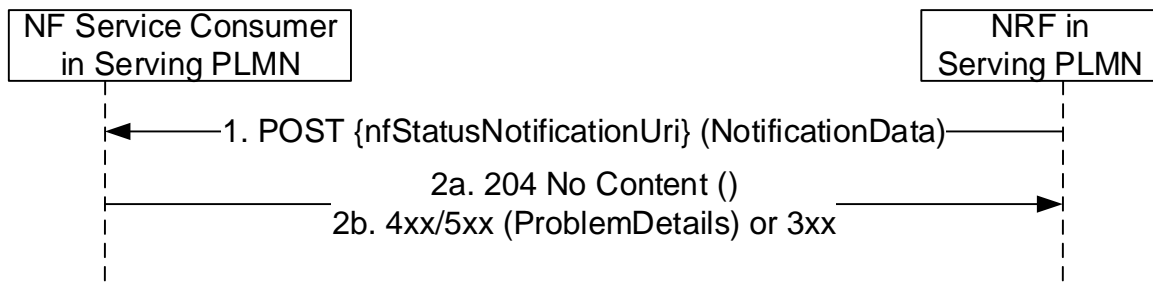 NF Service Consumer
in Serving PLMN
NRF in
Serving PLMN
1. POST {nfStatusNotificationUri} (NotificationData)
2a. 204 No Content ()
2b. 4xx/5xx (ProblemDetails) or 3xx